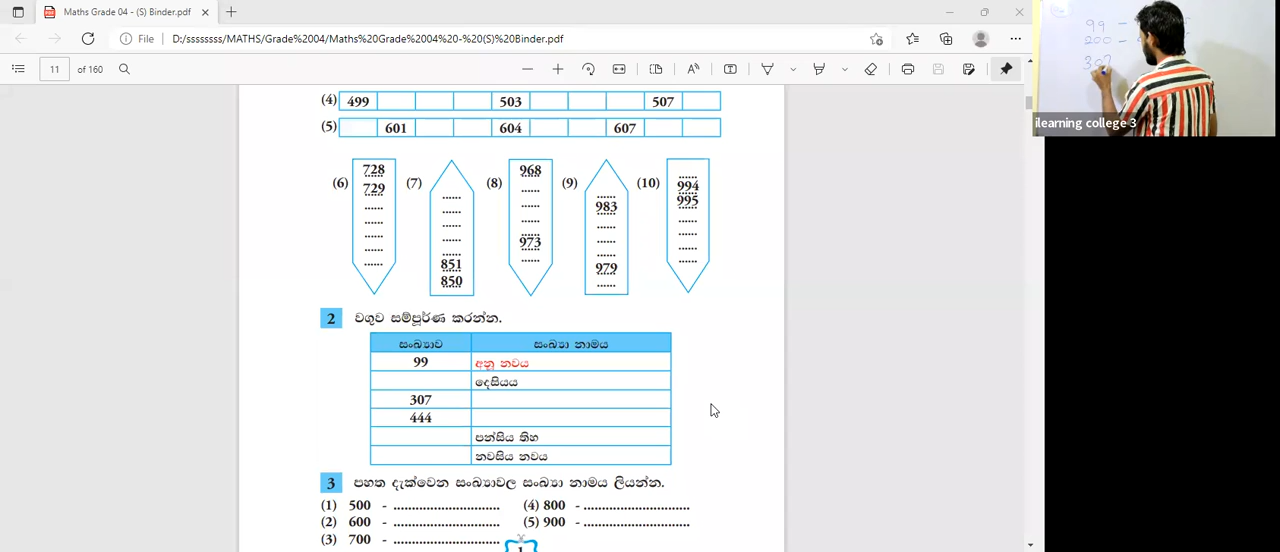 Maths Grade 04 - (S) Binder.pdf
File D:/ssssssss/MATHS/Grade%2004/Maths%20Grade%2004%20-%20(S)%20Binder.pdf
11 of 160
99 -
200 -
307
ilearning college 3
(4) 499 503 507
(5) 601 604 607
(6) 728 729
(7) 851 850
(8) 968 973
(9) 983 979
(10) 994 995
2 වගුව සම්පූර්ණ කරන්න.
සංඛ්‍යාව සංඛ්‍යා නාමය
99 අනූ නවය
දෙසියය
307
444
පන්සිය තිහ
නවසිය නවය
3 පහත දැක්වෙන සංඛ්‍යාවල සංඛ්‍යා නාමය ලියන්න.
(1) 500 - .......................... (4) 800 - ..........................
(2) 600 - .......................... (5) 900 - ..........................
(3) 700 - ..........................
1